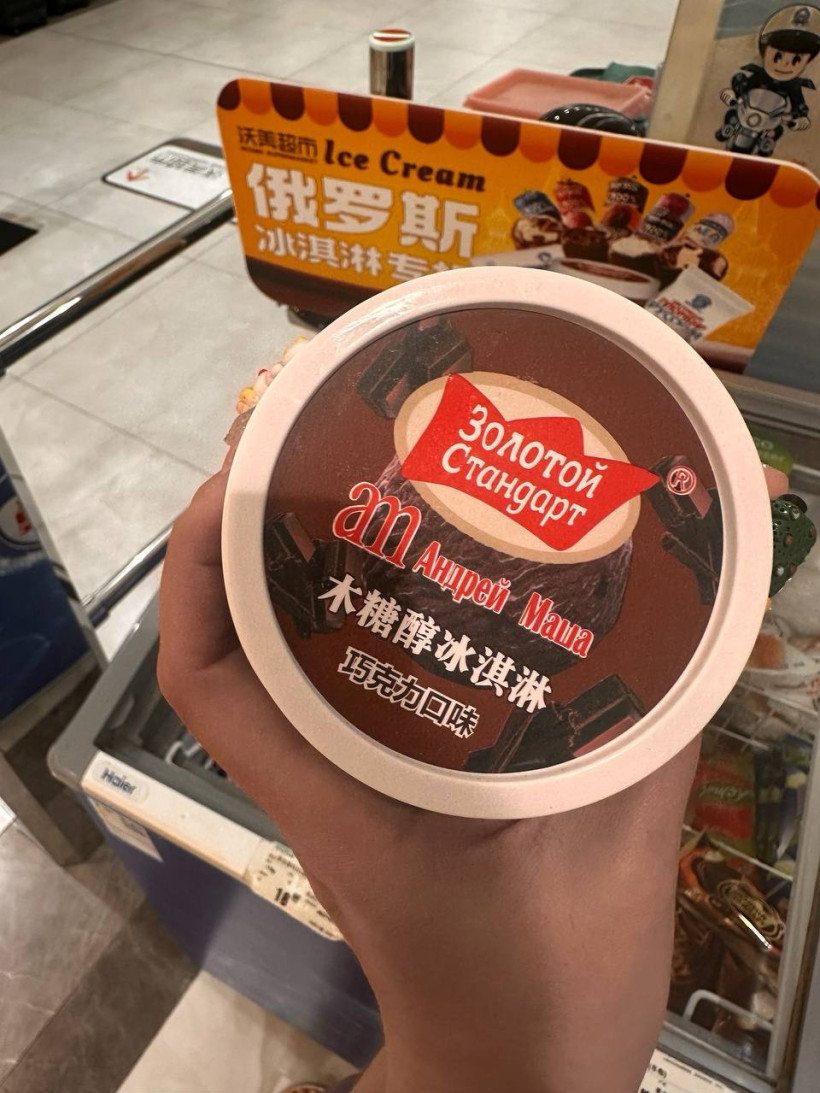 沃美超市
Ice Cream
俄罗斯
冰淇淋专
Золотой
Стандарт
®
am
Андрей Маша
木糖醇冰淇淋
巧克力口味
Haier
18